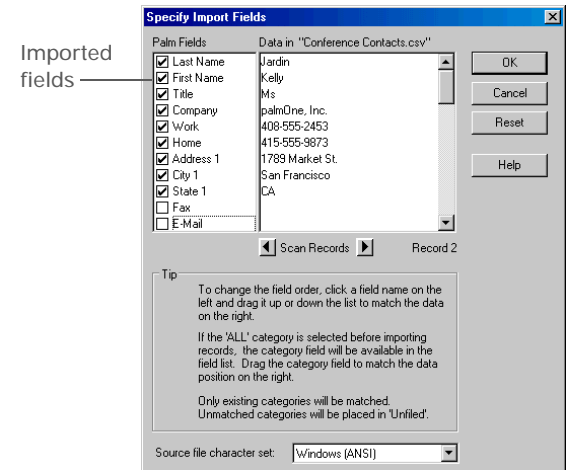 Specify Import Fields
Imported
fields
Palm Fields Data in "Conference Contacts.csv"
Last Name Jardin
First Name Kelly
Title Ms
Company palmOne, Inc.
Work 408-555-2453
Home 415-555-9873
Address 1 1789 Market St.
City 1 San Francisco
State 1 CA
Fax
E-Mail
OK
Cancel
Reset
Help
Scan Records Record 2
Tip
To change the field order, click a field name on the
left and drag it up or down the list to match the data
on the right.
If the 'ALL' category is selected before importing
records, the category field will be available in the
field list. Drag the category field to match the data
position on the right.
Only existing categories will be matched.
Unmatched categories will be placed in 'Unfiled'.
Source file character set: Windows (ANSI)